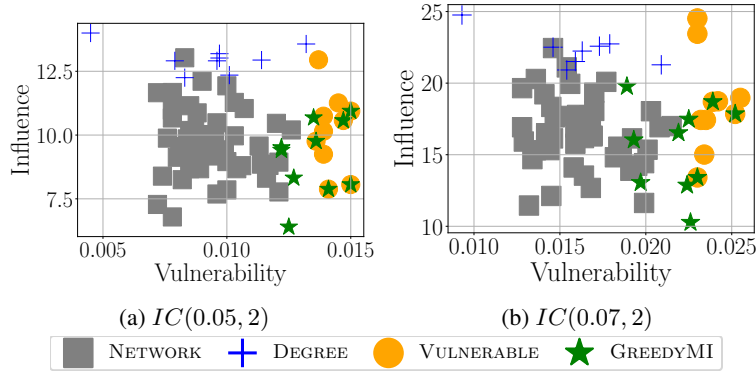 12.5
10.0
7.5
Influence
0.005
0.010
0.015
Vulnerability
(a) IC(0.05, 2)
25
20
15
10
Influence
0.010
0.015
0.020
0.025
Vulnerability
(b) IC(0.07, 2)
NETWORK DEGREE VULNERABLE GREEDYMI